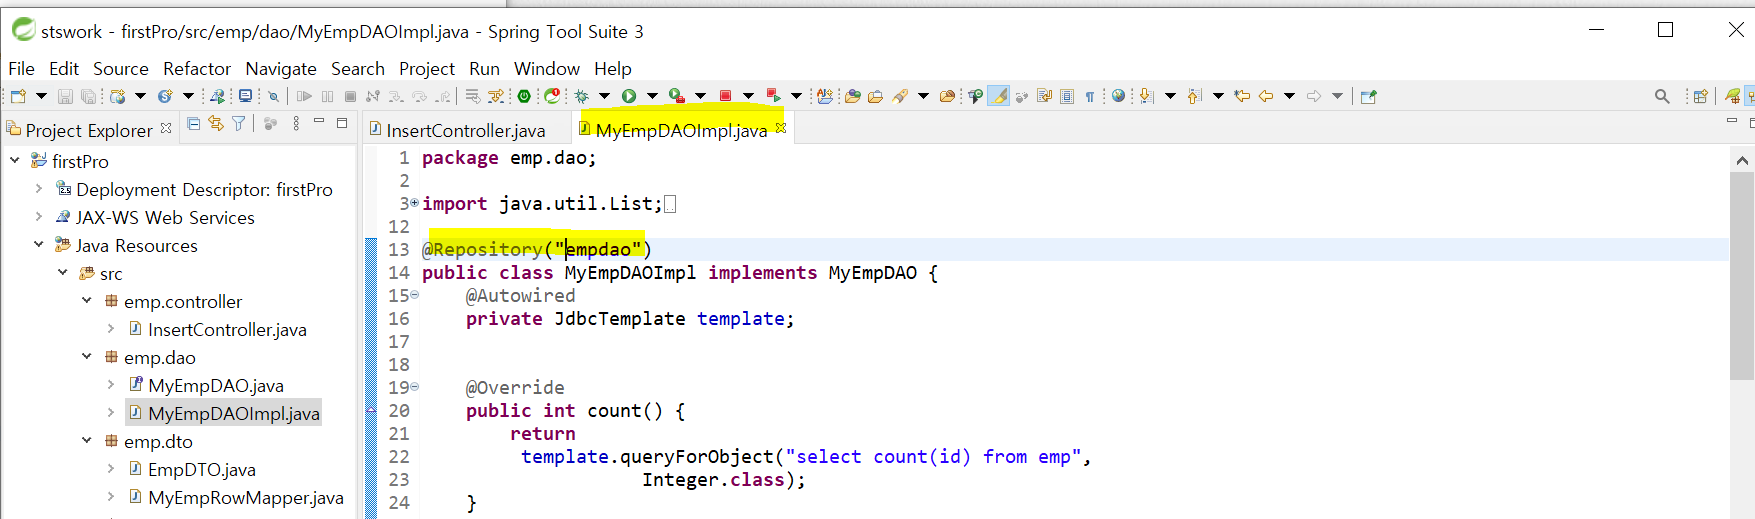 stswork - firstPro/src/emp/dao/MyEmpDAOImpl.java - Spring Tool Suite 3
File Edit Source Refactor Navigate Search Project Run Window Help
Project Explorer
firstPro
Deployment Descriptor: firstPro
JAX-WS Web Services
Java Resources
src
emp.controller
InsertController.java
emp.dao
MyEmpDAO.java
MyEmpDAOImpl.java
emp.dto
EmpDTO.java
MyEmpRowMapper.java
InsertController.java MyEmpDAOImpl.java
1 package emp.dao;
2
3 import java.util.List;
12
13 @Repository("empdao")
14 public class MyEmpDAOImpl implements MyEmpDAO {
15 @Autowired
16 private JdbcTemplate template;
17
18
19 @Override
20 public int count() {
21 return
22 template.queryForObject("select count(id) from emp",
23 Integer.class);
24 }